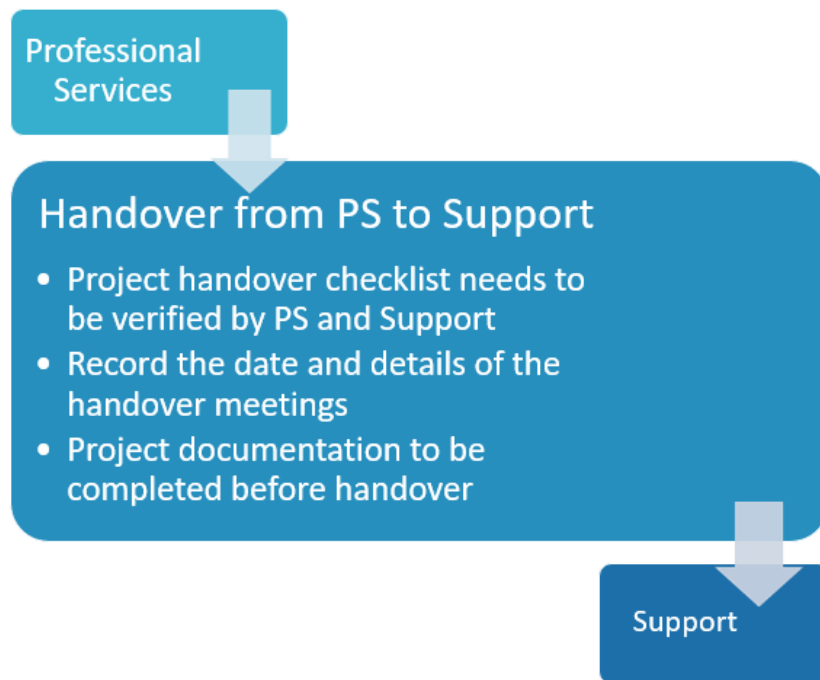 Professional
Services
Handover from PS to Support
• Project handover checklist needs to
be verified by PS and Support
• Record the date and details of the
handover meetings
• Project documentation to be
completed before handover
Support